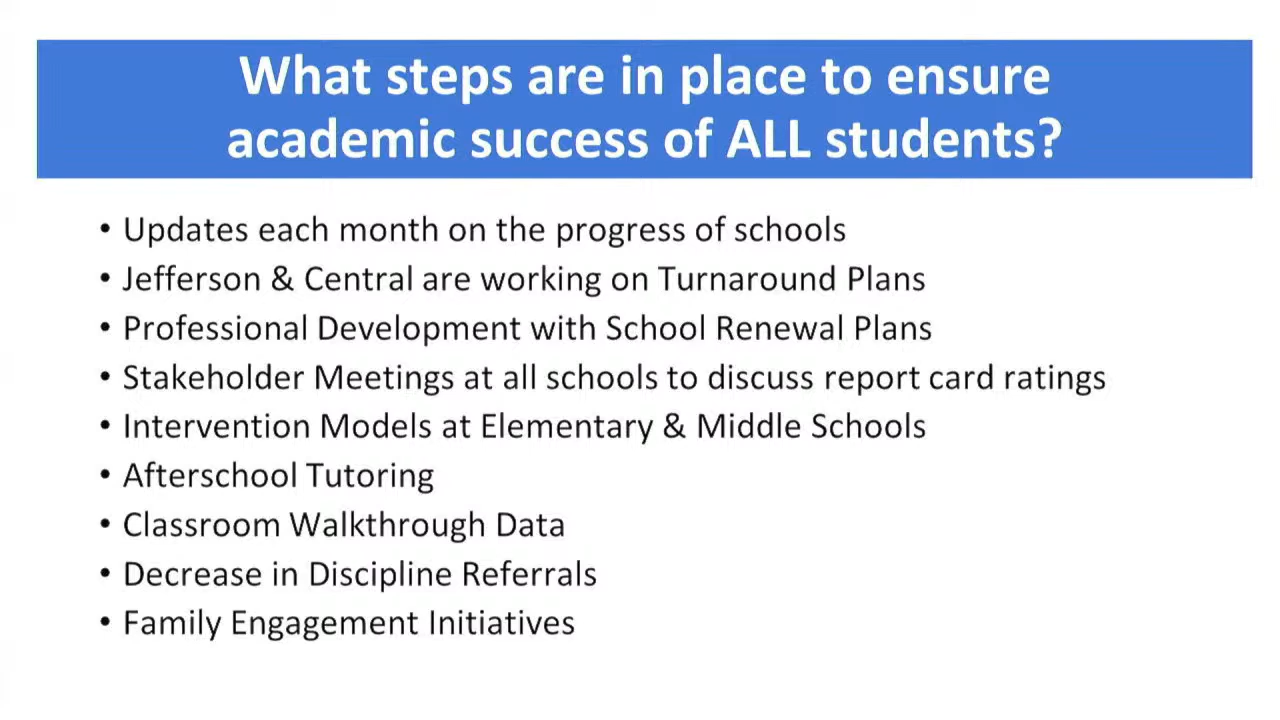 What steps are in place to ensure
academic success of ALL students?
• Updates each month on the progress of schools
• Jefferson & Central are working on Turnaround Plans
• Professional Development with School Renewal Plans
• Stakeholder Meetings at all schools to discuss report card ratings
• Intervention Models at Elementary & Middle Schools
• Afterschool Tutoring
• Classroom Walkthrough Data
• Decrease in Discipline Referrals
• Family Engagement Initiatives